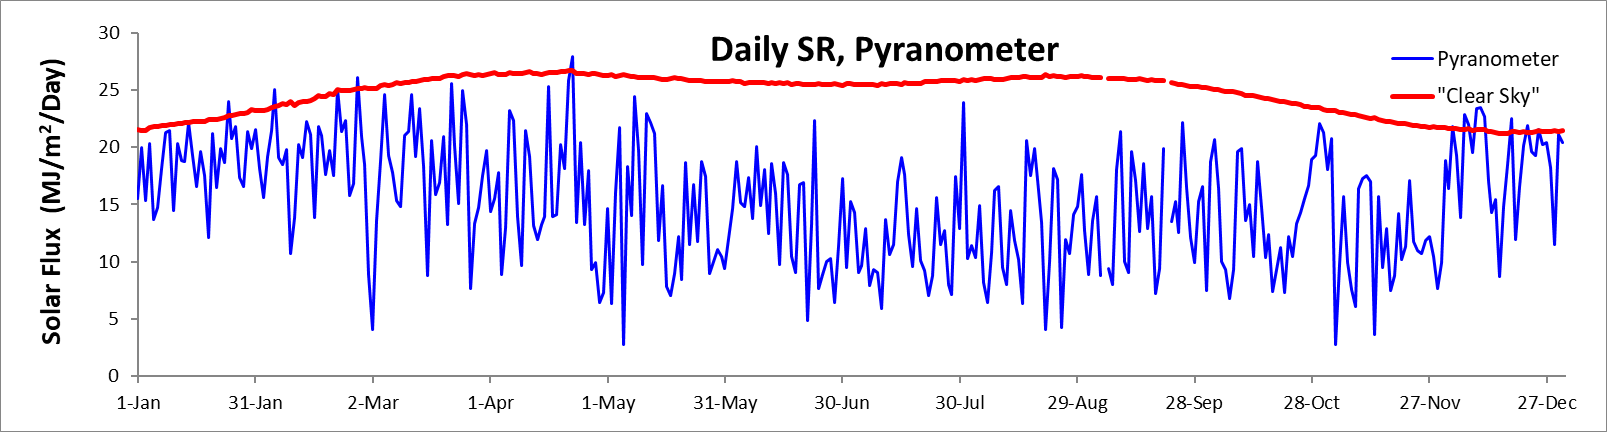 Daily SR, Pyranometer
Pyranometer
"Clear Sky"
Solar Flux (MJ/m²/Day)
30
25
20
15
10
5
0
1-Jan 31-Jan 2-Mar 1-Apr 1-May 31-May 30-Jun 30-Jul 29-Aug 28-Sep 28-Oct 27-Nov 27-Dec